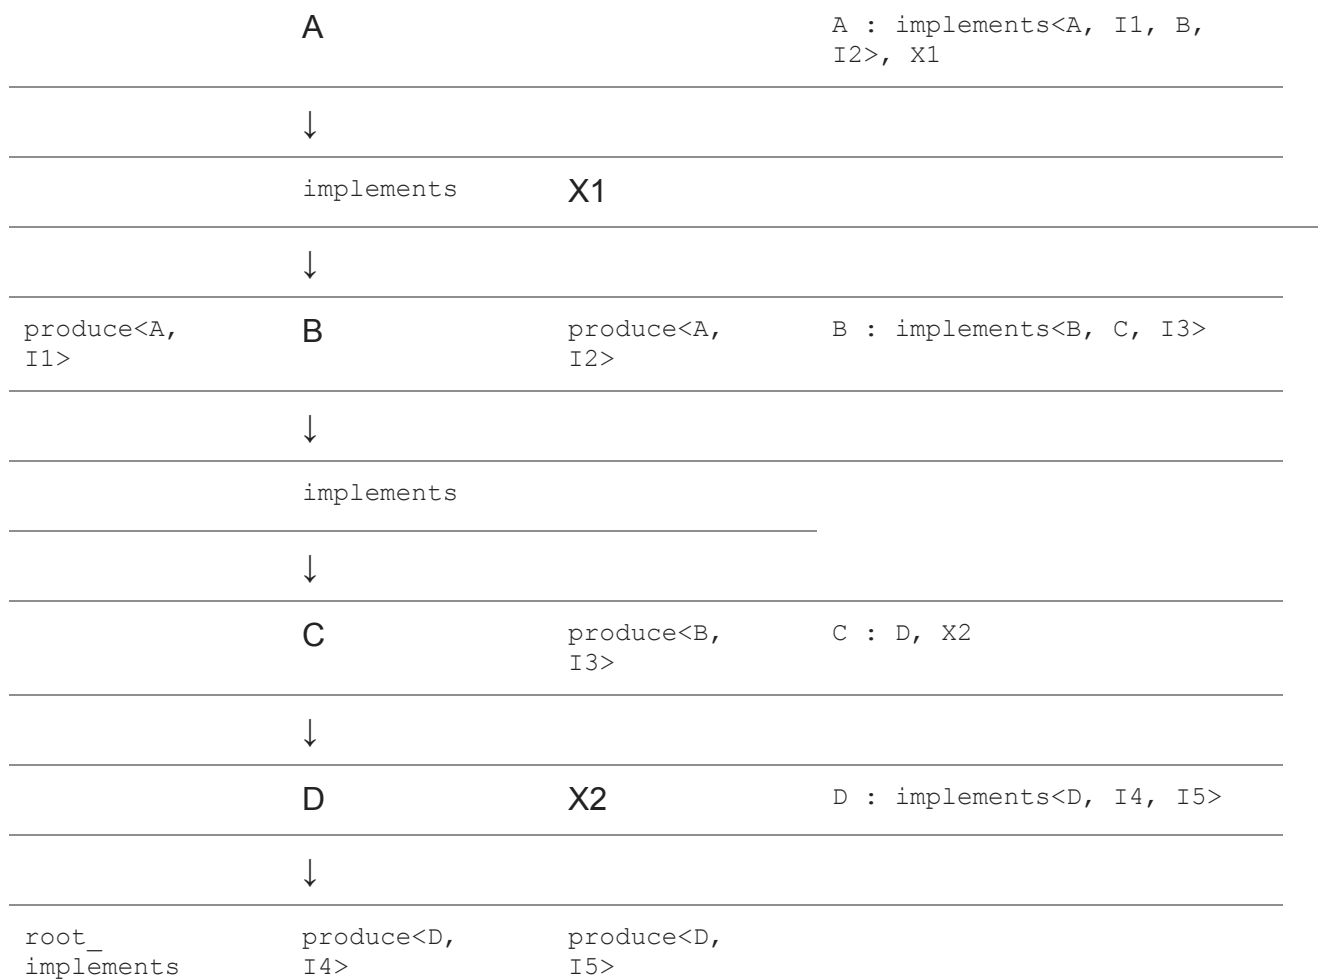 A
A : implements<A, I1, B,
I2>, X1
↓
implements
X1
↓
produce<A,
I1>
B
produce<A,
I2>
B : implements<B, C, I3>
↓
implements
↓
C
produce<B,
I3>
C : D, X2
↓
D
X2
D : implements<D, I4, I5>
↓
root_
implements
produce<D,
I4>
produce<D,
I5>